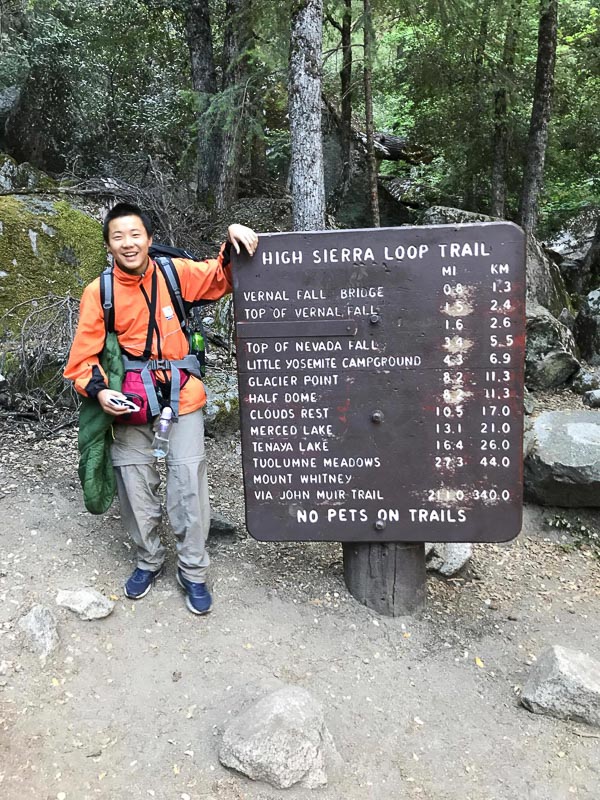 HIGH SIERRA LOOP TRAIL
MI KM
VERNAL FALL BRIDGE 0.8 1.3
TOP OF VERNAL FALL 1.5 2.4
1.6 2.6
TOP OF NEVADA FALL 3.4 5.5
LITTLE YOSEMITE CAMPGROUND 4.3 6.9
GLACIER POINT 8.2 11.3
HALF DOME 8.2 11.3
CLOUDS REST 10.5 17.0
MERCED LAKE 13.1 21.0
TENAYA LAKE 16.4 26.0
TUOLUMNE MEADOWS 27.3 44.0
MOUNT WHITNEY
VIA JOHN MUIR TRAIL 211.0 340.0
NO PETS ON TRAILS